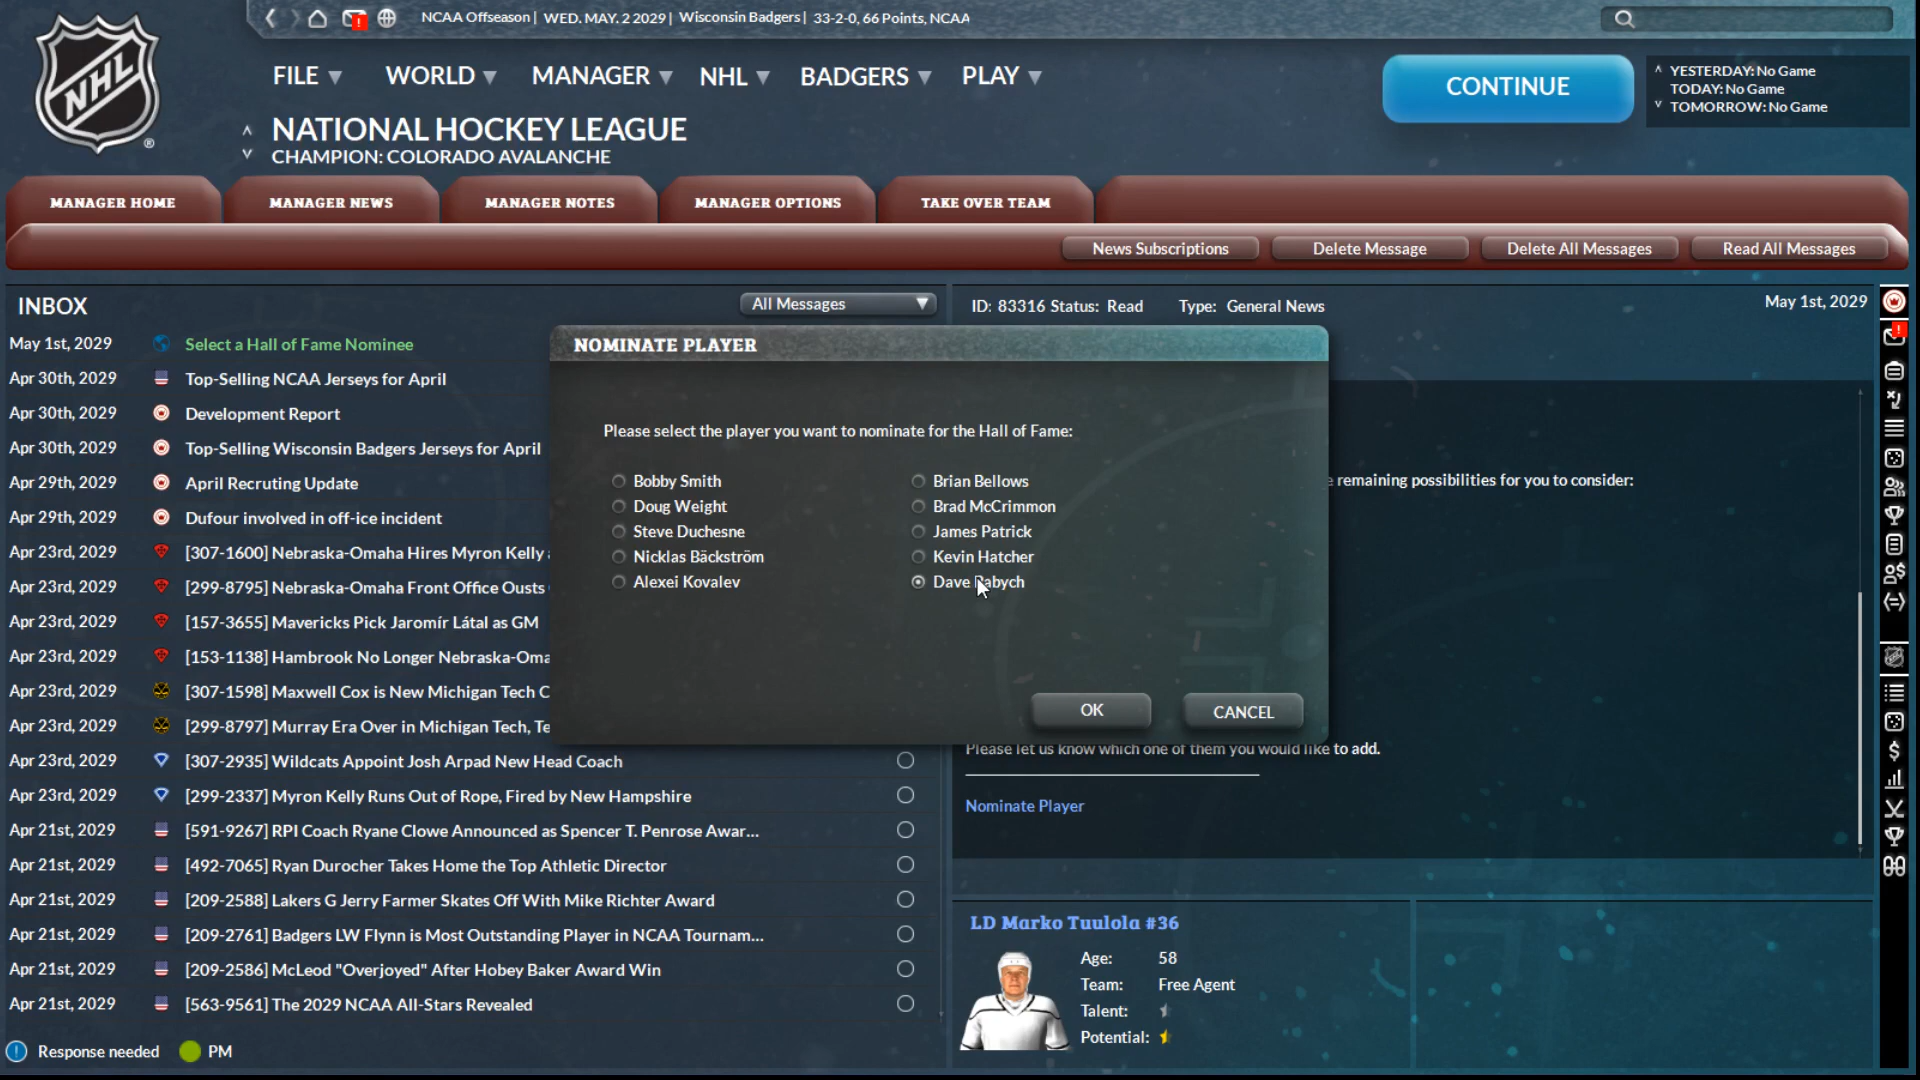 NCAA Offseason | WED. MAY. 2 2029 | Wisconsin Badgers | 33-2-0, 66 Points, NCAA
NHL
FILE WORLD MANAGER NHL BADGERS PLAY
CONTINUE
YESTERDAY: No Game
TODAY: No Game
TOMORROW: No Game
NATIONAL HOCKEY LEAGUE
CHAMPION: COLORADO AVALANCHE
MANAGER HOME MANAGER NEWS MANAGER NOTES MANAGER OPTIONS TAKE OVER TEAM
News Subscriptions Delete Message Delete All Messages Read All Messages
INBOX All Messages
May 1st, 2029 Select a Hall of Fame Nominee
Apr 30th, 2029 Top-Selling NCAA Jerseys for April
Apr 30th, 2029 Development Report
Apr 30th, 2029 Top-Selling Wisconsin Badgers Jerseys for April
Apr 29th, 2029 April Recruting Update
Apr 29th, 2029 Dufour involved in off-ice incident
Apr 23rd, 2029 [307-1600] Nebraska-Omaha Hires Myron Kelly
Apr 23rd, 2029 [299-8795] Nebraska-Omaha Front Office Ousts
Apr 23rd, 2029 [157-3655] Mavericks Pick Jaromír Látal as GM
Apr 23rd, 2029 [153-1138] Hambrook No Longer Nebraska-Oma
Apr 23rd, 2029 [307-1598] Maxwell Cox is New Michigan Tech C
Apr 23rd, 2029 [299-8797] Murray Era Over in Michigan Tech, Te
Apr 23rd, 2029 [307-2935] Wildcats Appoint Josh Arpad New Head Coach
Apr 23rd, 2029 [299-2337] Myron Kelly Runs Out of Rope, Fired by New Hampshire
Apr 21st, 2029 [591-9267] RPI Coach Ryane Clowe Announced as Spencer T. Penrose Awar...
Apr 21st, 2029 [492-7065] Ryan Durocher Takes Home the Top Athletic Director
Apr 21st, 2029 [209-2588] Lakers G Jerry Farmer Skates Off With Mike Richter Award
Apr 21st, 2029 [209-2761] Badgers LW Flynn is Most Outstanding Player in NCAA Tournam...
Apr 21st, 2029 [209-2586] McLeod "Overjoyed" After Hobey Baker Award Win
Apr 21st, 2029 [563-9561] The 2029 NCAA All-Stars Revealed
Response needed PM
ID: 83316 Status: Read Type: General News May 1st, 2029
NOMINATE PLAYER
Please select the player you want to nominate for the Hall of Fame:
Bobby Smith Brian Bellows
Doug Weight Brad McCrimmon
Steve Duchesne James Patrick
Nicklas Bäckström Kevin Hatcher
Alexei Kovalev Dave Babych
OK CANCEL
e remaining possibilities for you to consider:
Please let us know which one of them you would like to add.
Nominate Player
LD Marko Tuulola #36
Age: 58
Team: Free Agent
Talent:
Potential: